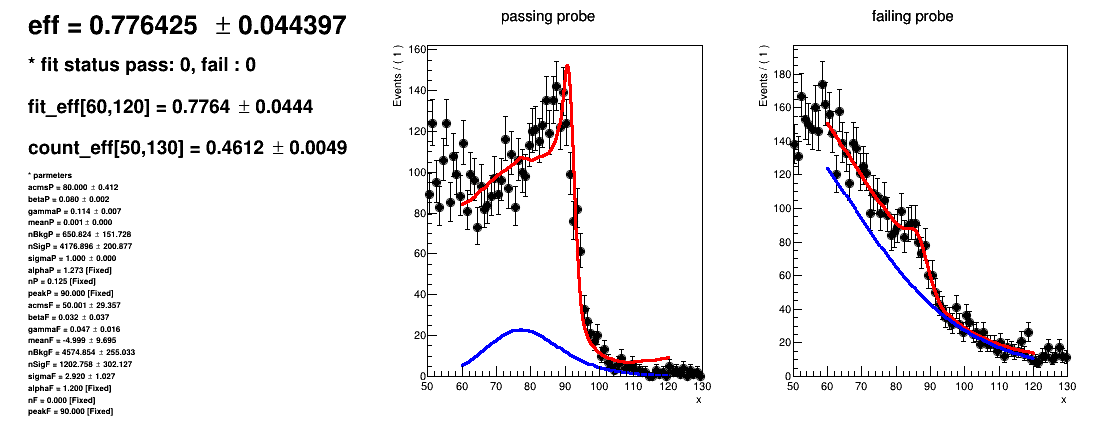 eff = 0.776425 ± 0.044397
* fit status pass: 0, fail : 0
fit_eff[60,120] = 0.7764 ± 0.0444
count_eff[50,130] = 0.4612 ± 0.0049
* parmeters
acmsP = 80.000 ± 0.412
betaP = 0.080 ± 0.002
gammaP = 0.114 ± 0.007
meanP = 0.001 ± 0.000
nBkgP = 650.824 ± 151.728
nSigP = 4176.896 ± 200.877
sigmaP = 1.000 ± 0.000
alphaP = 1.273 [Fixed]
nP = 0.125 [Fixed]
peakP = 90.000 [Fixed]
acmsF = 50.001 ± 29.357
betaF = 0.032 ± 0.037
gammaF = 0.047 ± 0.016
meanF = -4.999 ± 9.695
nBkgF = 4574.854 ± 255.033
nSigF = 1202.758 ± 302.127
sigmaF = 2.920 ± 1.027
alphaF = 1.200 [Fixed]
nF = 0.000 [Fixed]
peakF = 90.000 [Fixed]
passing probe
Events / ( 1 )
160
140
120
100
80
60
40
20
0
50 60 70 80 90 100 110 120 130
x
failing probe
Events / ( 1 )
180
160
140
120
100
80
60
40
20
0
50 60 70 80 90 100 110 120 130
x